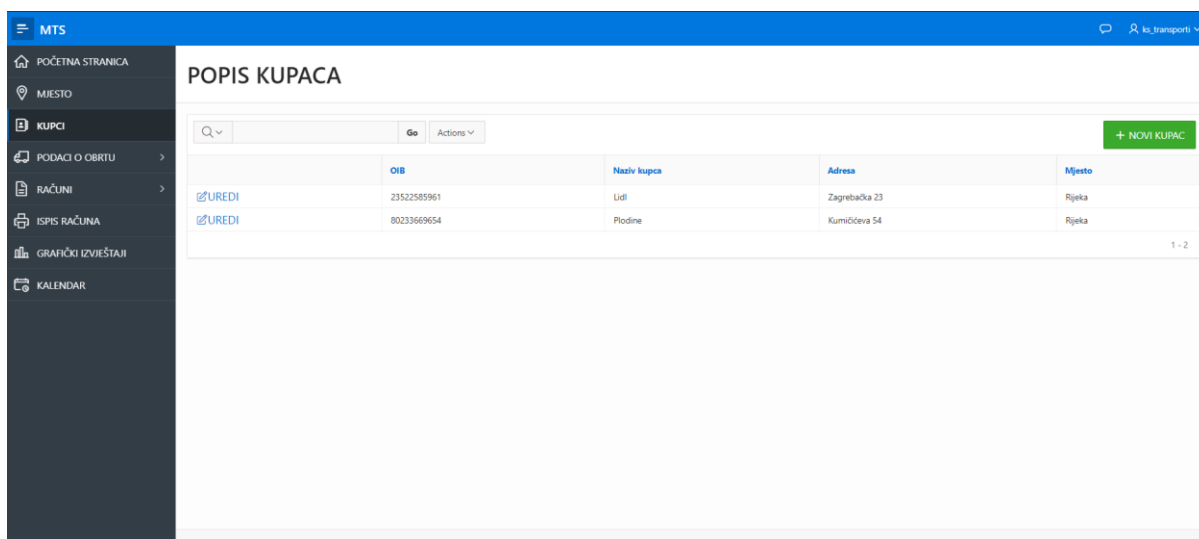 MTS
ks_transporti
POČETNA STRANICA
MJESTO
KUPCI
PODACI O OBRTU
RAČUNI
ISPIS RAČUNA
GRAFIČKI IZVJEŠTAJI
KALENDAR
POPIS KUPACA
Go Actions + NOVI KUPAC
OIB Naziv kupca Adresa Mjesto
UREDI 23522585961 Lidl Zagrebačka 23 Rijeka
UREDI 80233669654 Plodine Kumičićeva 54 Rijeka
1 - 2